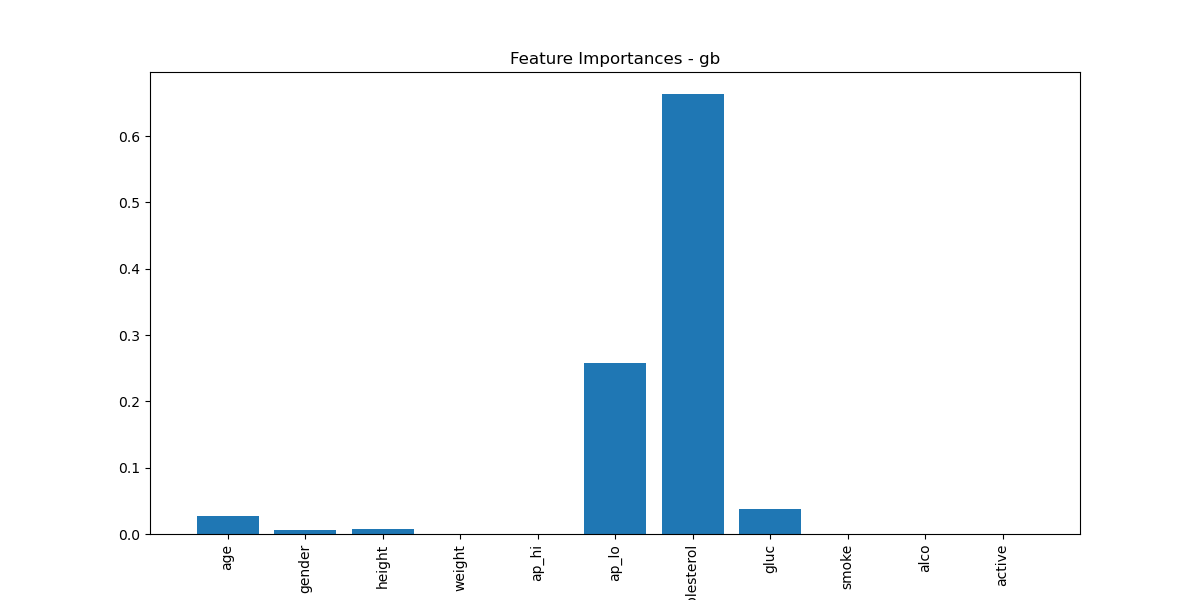 Feature Importances - gb
0.6
0.5
0.4
0.3
0.2
0.1
0.0
age
gender
height
weight
ap_hi
ap_lo
olesterol
gluc
smoke
alco
active